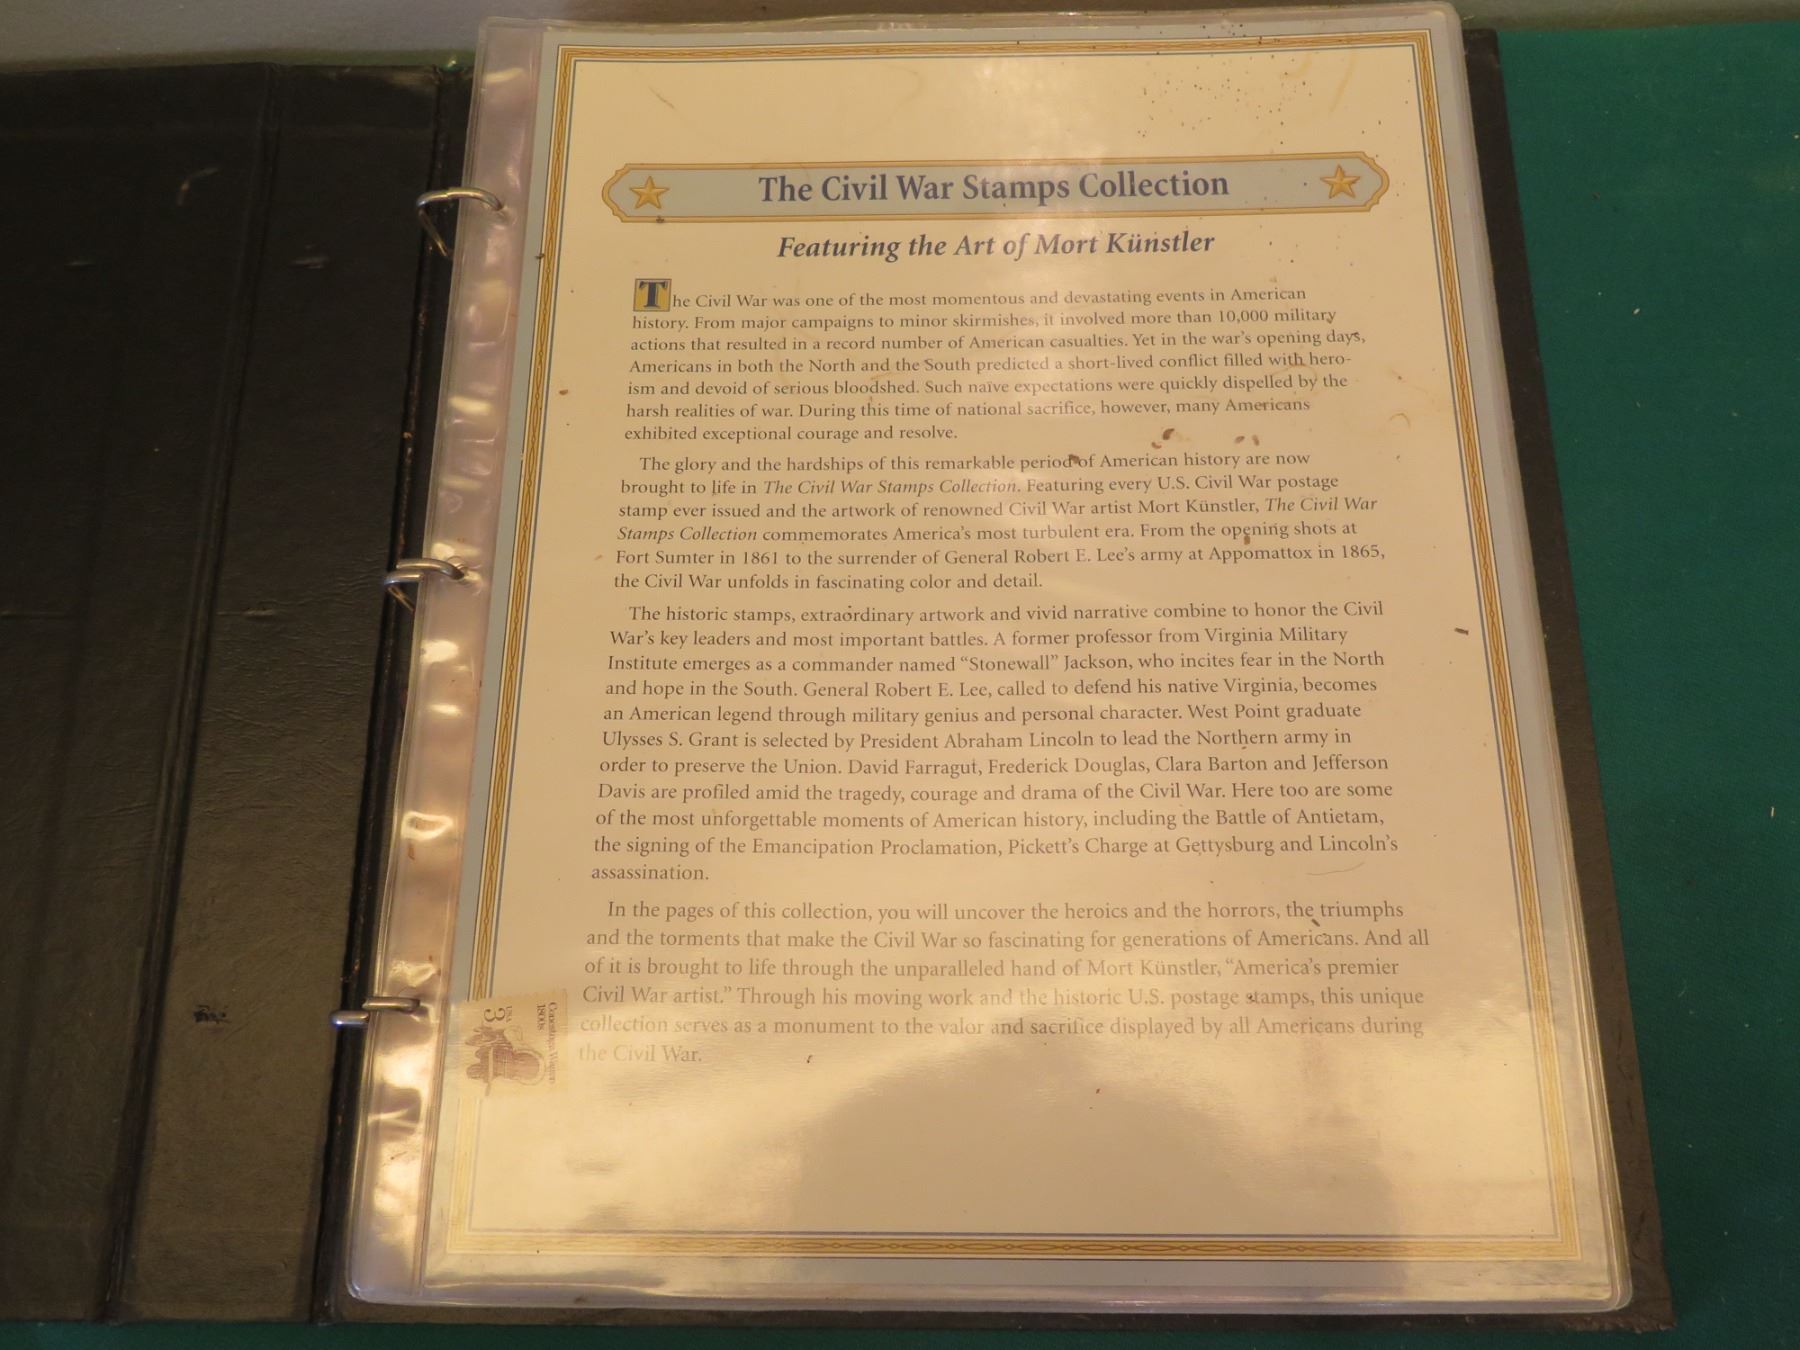 The Civil War Stamps Collection
Featuring the Art of Mort Künstler
The Civil War was one of the most momentous and devastating events in American
history. From major campaigns to minor skirmishes, it involved more than 10,000 military
actions that resulted in a record number of American casualties. Yet in the war's opening days,
Americans in both the North and the South predicted a short-lived conflict filled with hero-
ism and devoid of serious bloodshed. Such naïve expectations were quickly dispelled by the
harsh realities of war. During this time of national sacrifice, however, many Americans
exhibited exceptional courage and resolve.
The glory and the hardships of this remarkable period of American history are now
brought to life in The Civil War Stamps Collection. Featuring every U.S. Civil War postage
stamp ever issued and the artwork of renowned Civil War artist Mort Künstler, The Civil War
Stamps Collection commemorates America's most turbulent era. From the opening shots at
Fort Sumter in 1861 to the surrender of General Robert E. Lee's army at Appomattox in 1865,
the Civil War unfolds in fascinating color and detail.
The historic stamps, extraordinary artwork and vivid narrative combine to honor the Civil
War's key leaders and most important battles. A former professor from Virginia Military
Institute emerges as a commander named “Stonewall” Jackson, who incites fear in the North
and hope in the South. General Robert E. Lee, called to defend his native Virginia, becomes
an American legend through military genius and personal character. West Point graduate
Ulysses S. Grant is selected by President Abraham Lincoln to lead the Northern army in
order to preserve the Union. David Farragut, Frederick Douglas, Clara Barton and Jefferson
Davis are profiled amid the tragedy, courage and drama of the Civil War. Here too are some
of the most unforgettable moments of American history, including the Battle of Antietam,
the signing of the Emancipation Proclamation, Pickett's Charge at Gettysburg and Lincoln's
assassination.
In the pages of this collection, you will uncover the heroics and the horrors, the triumphs
and the torments that make the Civil War so fascinating for generations of Americans. And all
of it is brought to life through the unparalleled hand of Mort Künstler, “America's premier
Civil War artist.” Through his moving work and the historic U.S. postage stamps, this unique
collection serves as a monument to the valor and sacrifice displayed by all Americans during
the Civil War.
Conestoga Wagon
1800s
3
USA